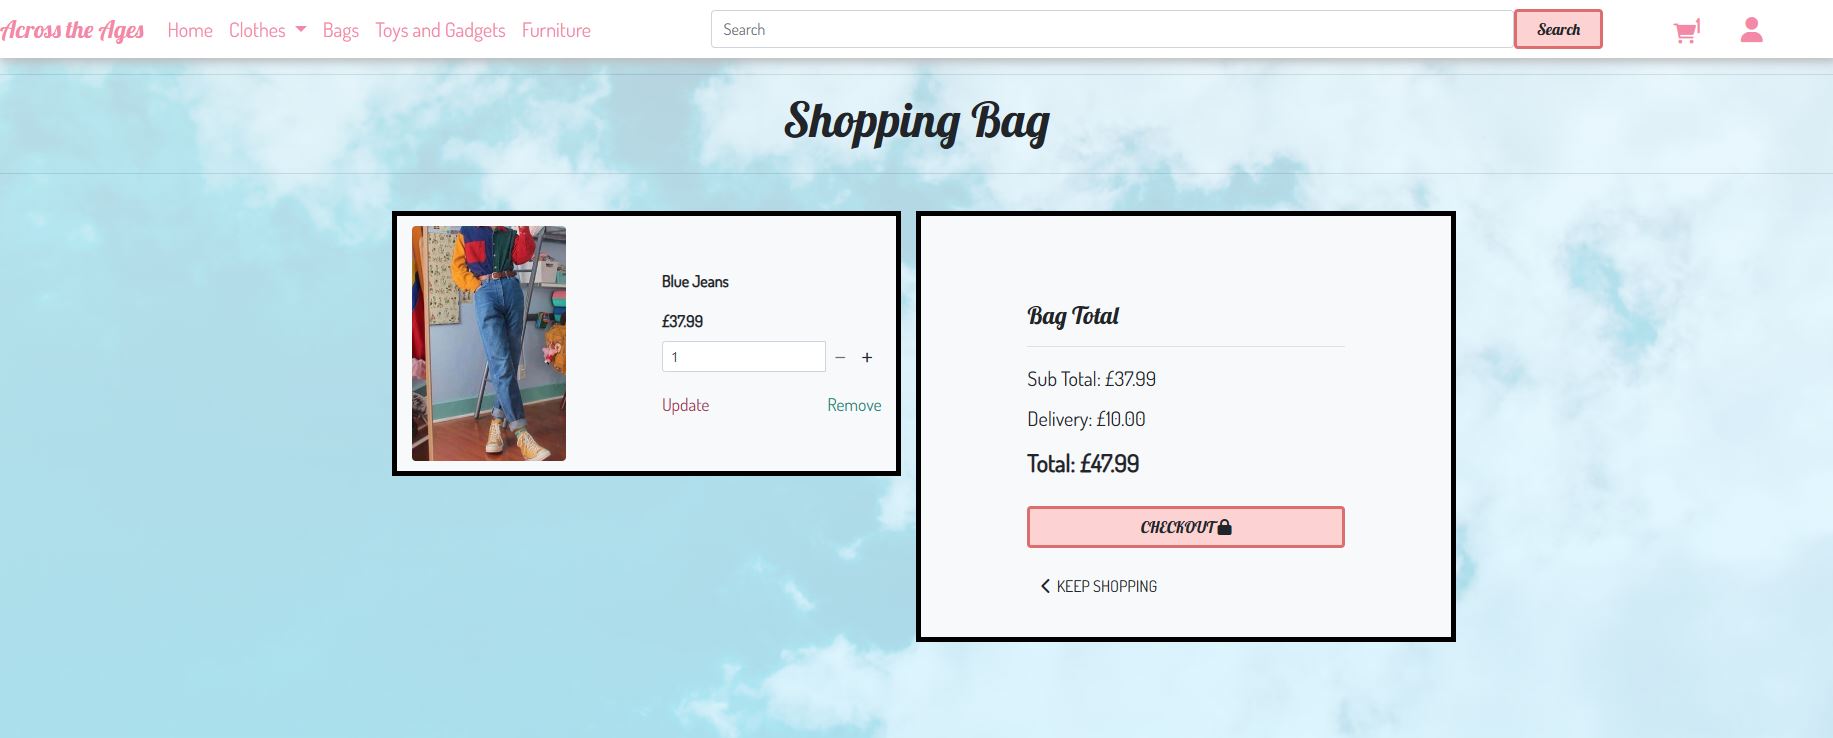 Across the Ages Home Clothes Bags Toys and Gadgets Furniture Search Search 1
Shopping Bag
Blue Jeans
£37.99
1 − +
Update Remove
Bag Total
Sub Total: £37.99
Delivery: £10.00
Total: £47.99
CHECKOUT
KEEP SHOPPING